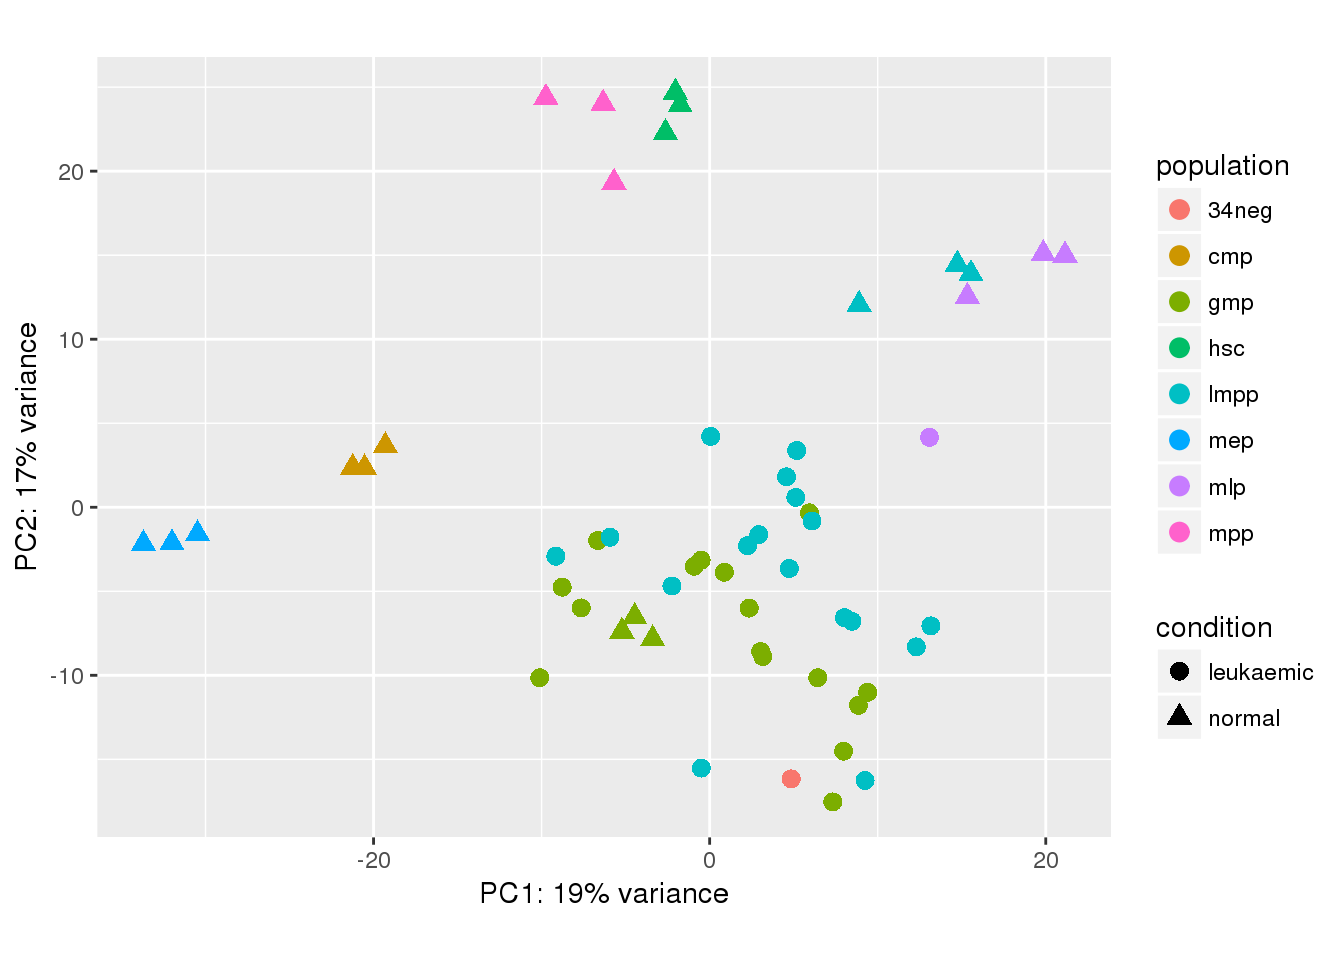 20
10
0
-10
PC2: 17% variance
-20
0
20
PC1: 19% variance
population
34neg
cmp
gmp
hsc
lmpp
mep
mlp
mpp
condition
leukaemic
normal